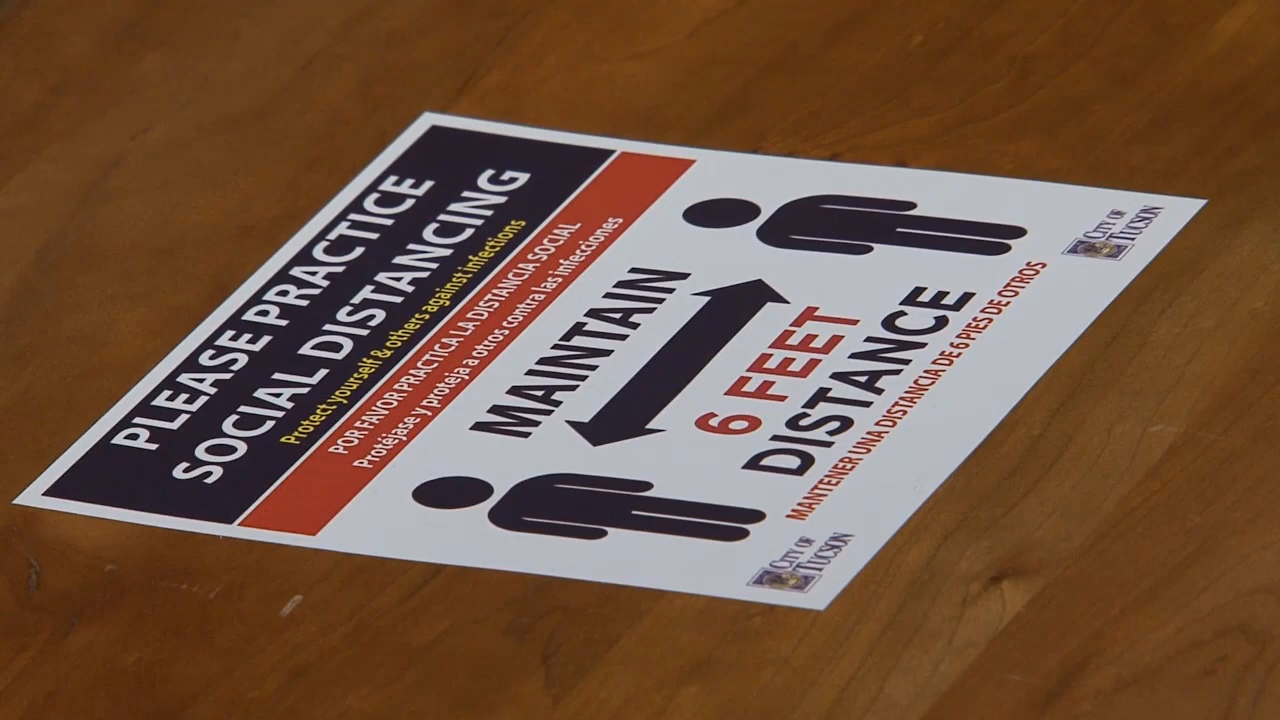 PLEASE PRACTICE
SOCIAL DISTANCING
Protect yourself & others against infections
POR FAVOR PRACTICA LA DISTANCIA SOCIAL
Protéjase y proteja a otros contra las infecciones
MAINTAIN
6 FEET
DISTANCE
MANTENER UNA DISTANCIA DE 6 PIES DE OTROS
CITY OF
TUCSON
CITY OF
TUCSON